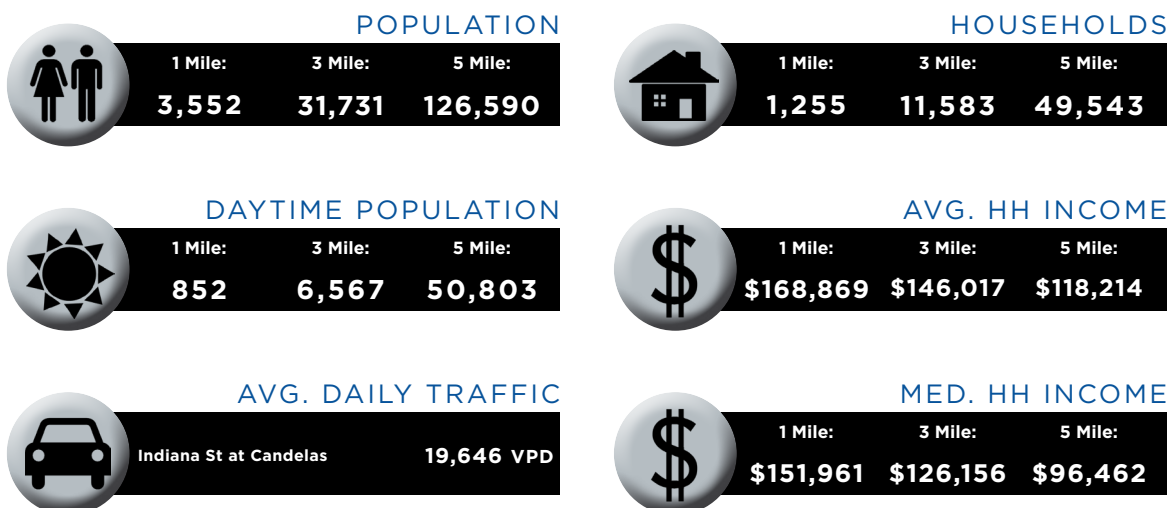 POPULATION
1 Mile: 3 Mile: 5 Mile:
3,552 31,731 126,590
HOUSEHOLDS
1 Mile: 3 Mile: 5 Mile:
1,255 11,583 49,543
DAYTIME POPULATION
1 Mile: 3 Mile: 5 Mile:
852 6,567 50,803
AVG. HH INCOME
1 Mile: 3 Mile: 5 Mile:
$168,869 $146,017 $118,214
AVG. DAILY TRAFFIC
Indiana St at Candelas 19,646 VPD
MED. HH INCOME
1 Mile: 3 Mile: 5 Mile:
$151,961 $126,156 $96,462